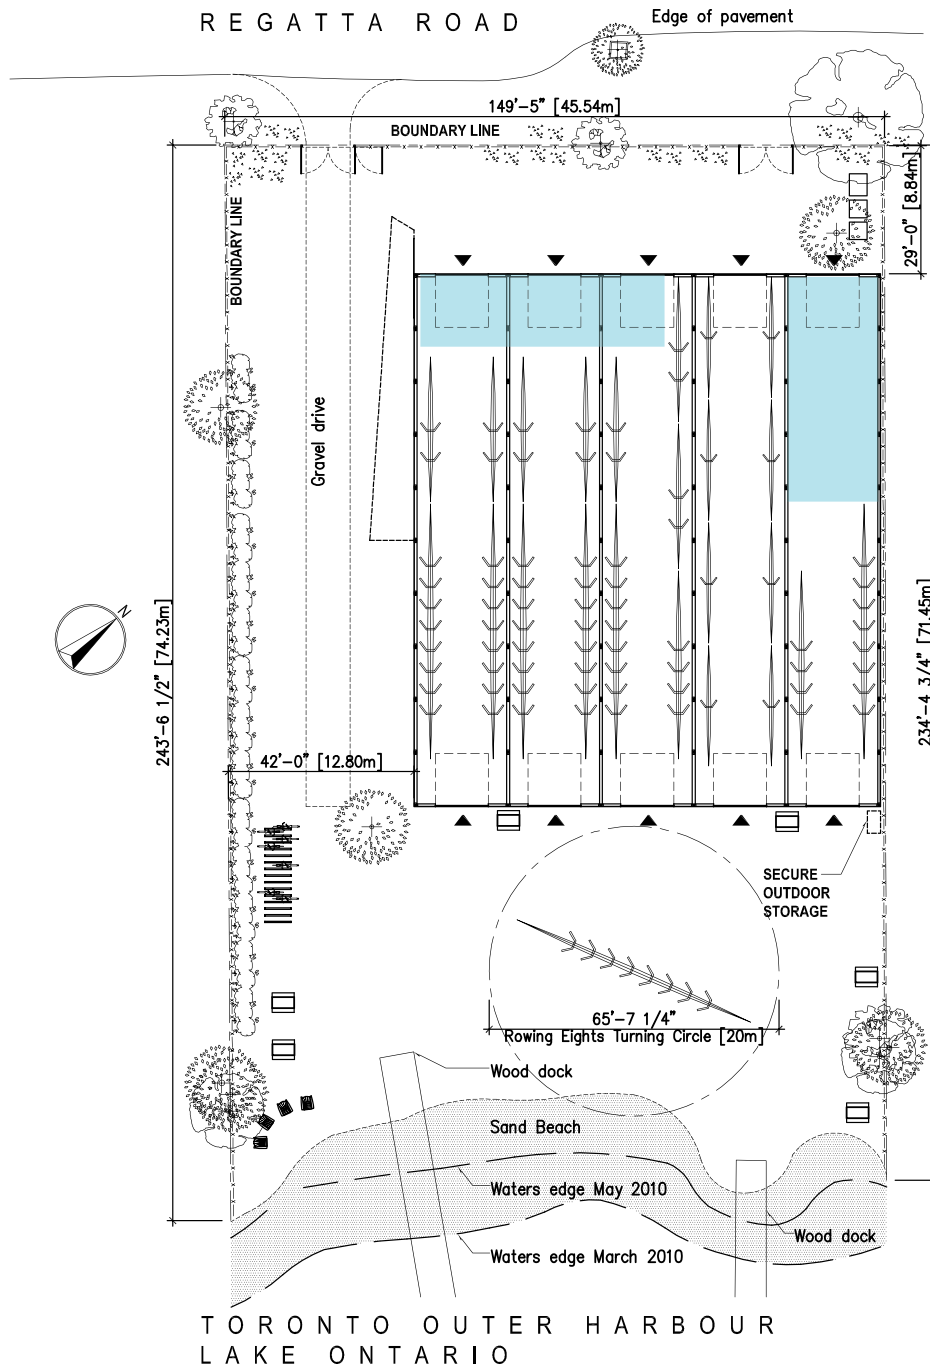 REGATTA ROAD
Edge of pavement
149'-5" [45.54m]
BOUNDARY LINE
BOUNDARY LINE
29'-0" [8.84m]
Gravel drive
N
243'-6 1/2" [74.23m]
234'-4 3/4" [71.45m]
42'-0" [12.80m]
SECURE
OUTDOOR
STORAGE
65'-7 1/4"
Rowing Eights Turning Circle [20m]
Wood dock
Sand Beach
Waters edge May 2010
Wood dock
Waters edge March 2010
TORONTO OUTER HARBOUR
LAKE ONTARIO